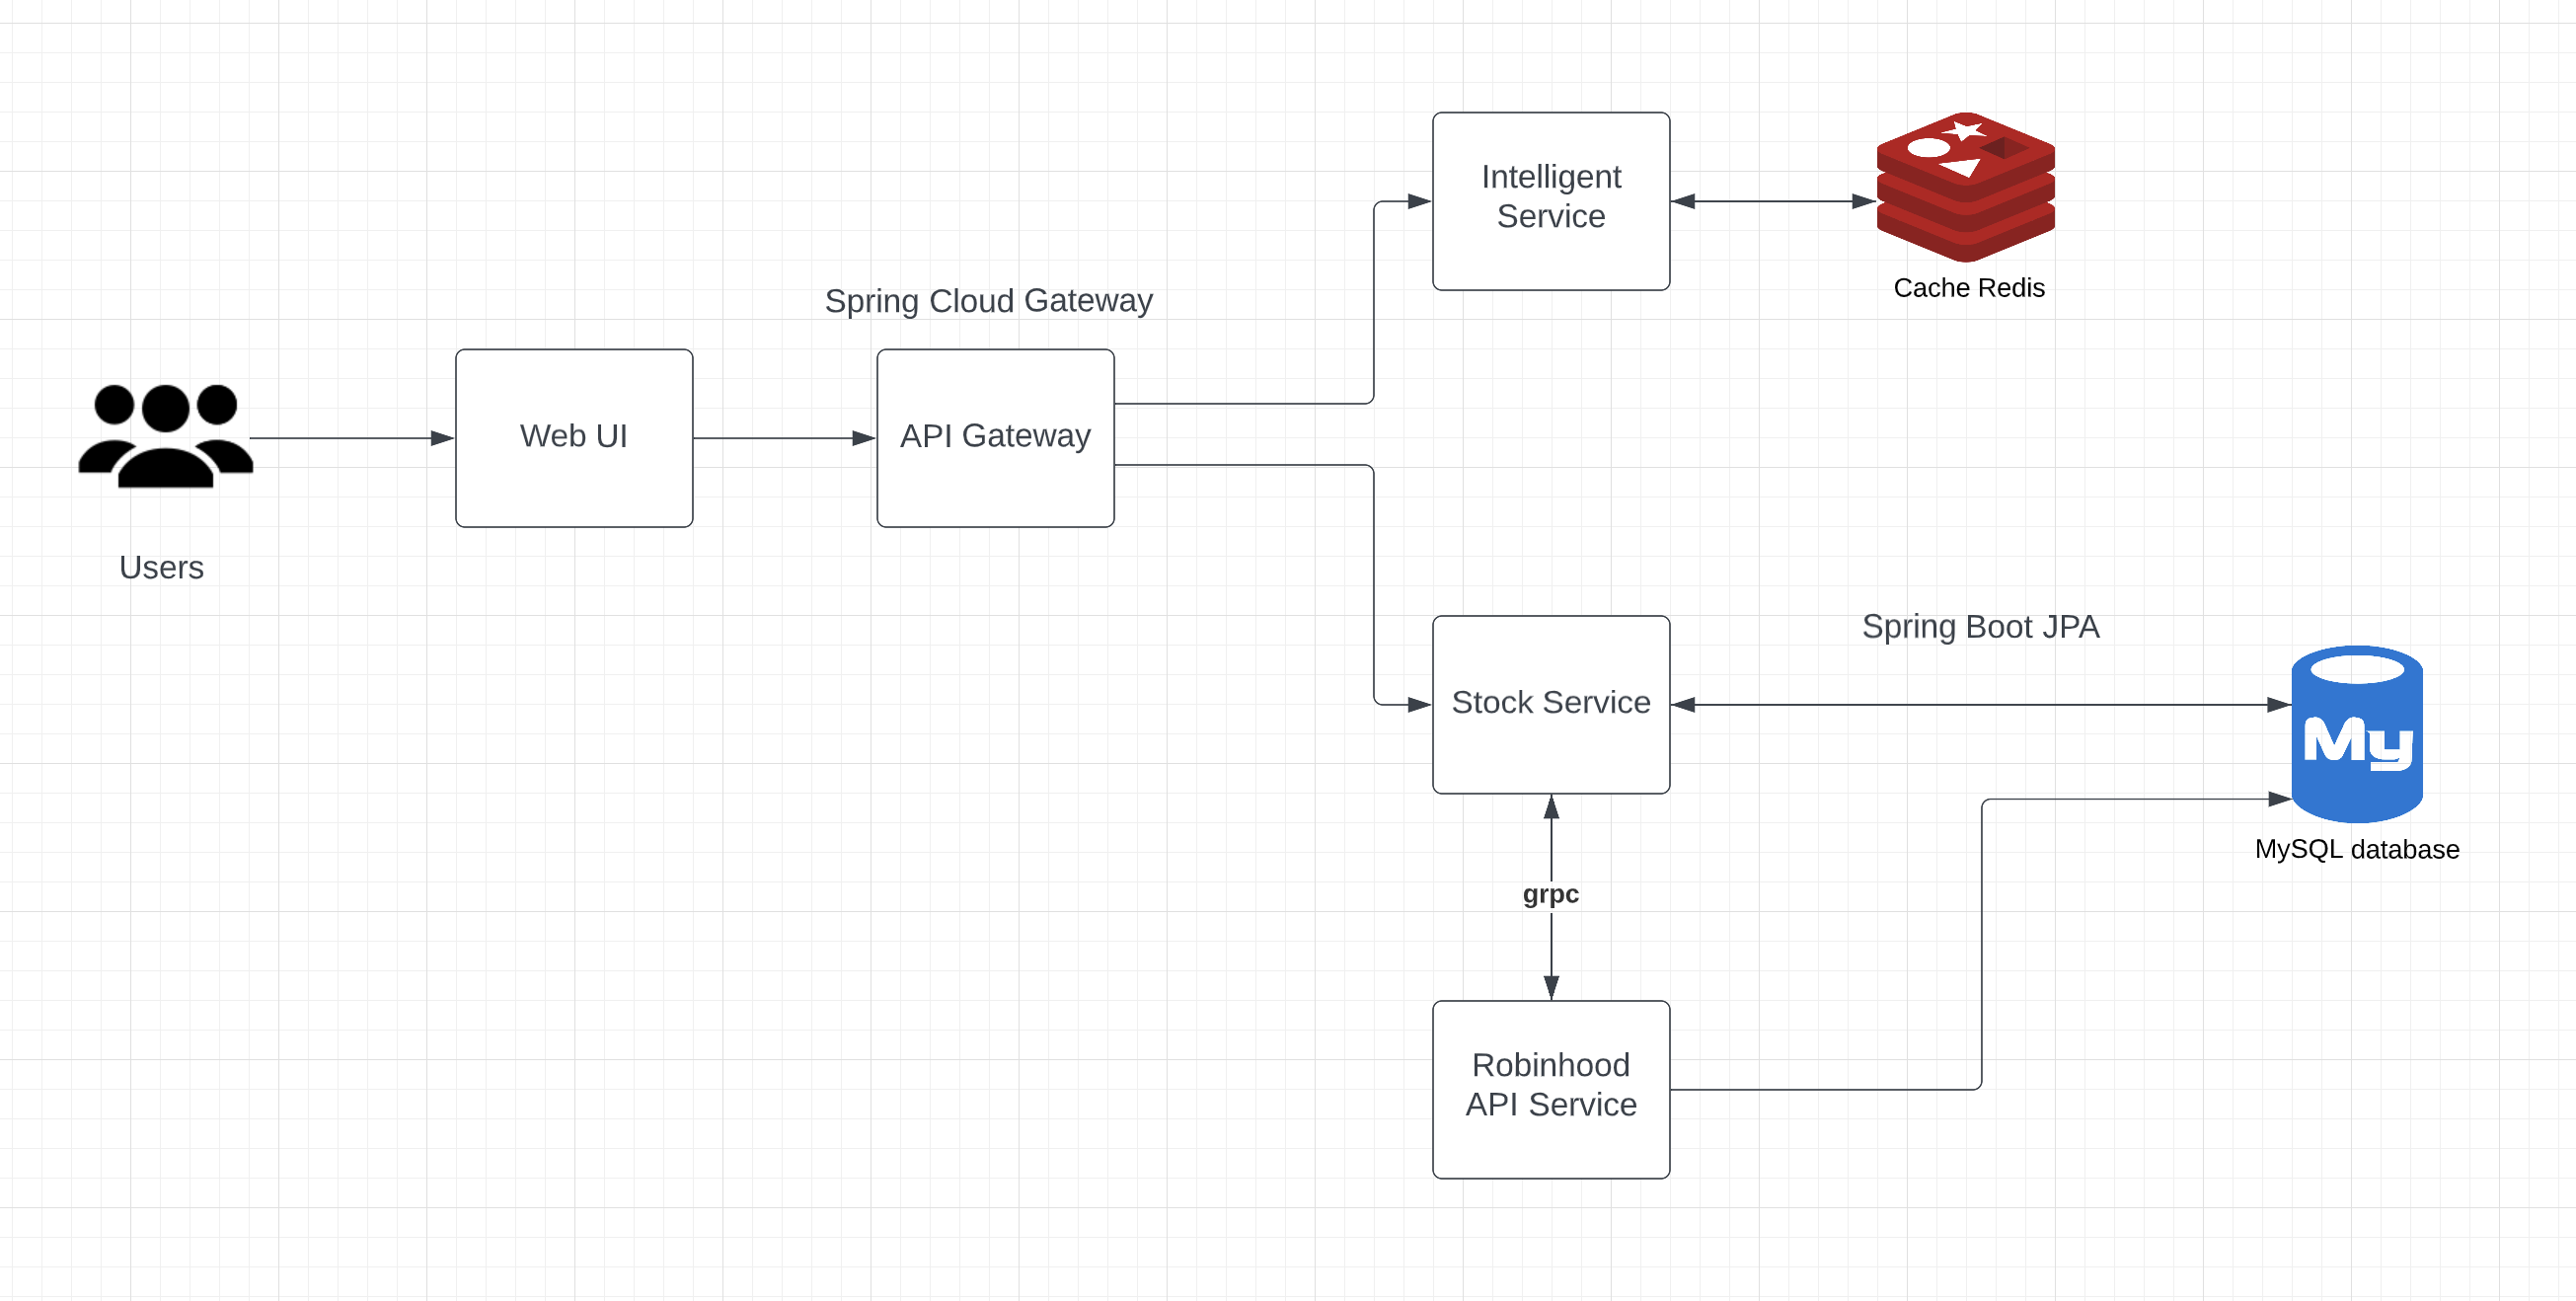 Intelligent
Service
Cache Redis
Spring Cloud Gateway
Web UI
API Gateway
Users
Spring Boot JPA
Stock Service
My
MySQL database
grpc
Robinhood
API Service